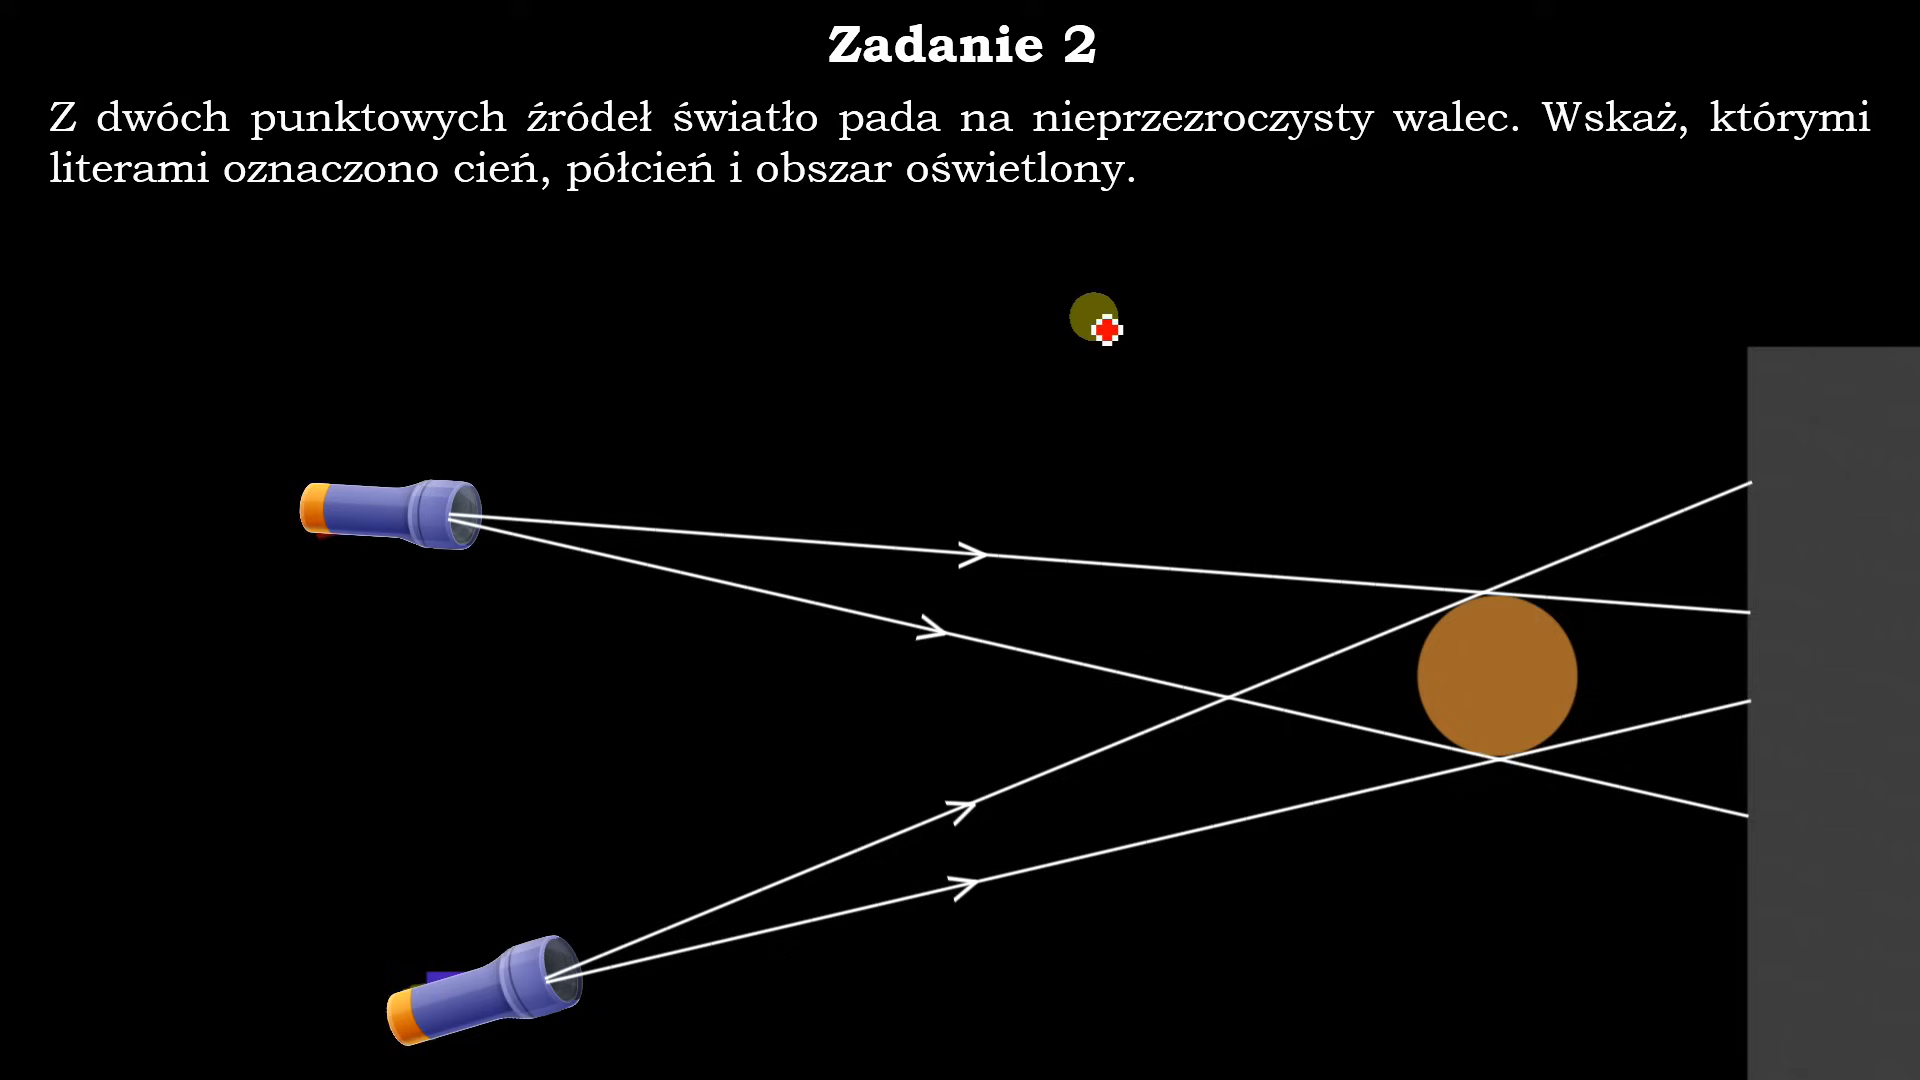 Zadanie 2
Z dwóch punktowych źródeł światło pada na nieprzezroczysty walec. Wskaż, którymi
literami oznaczono cień, półcień i obszar oświetlony.